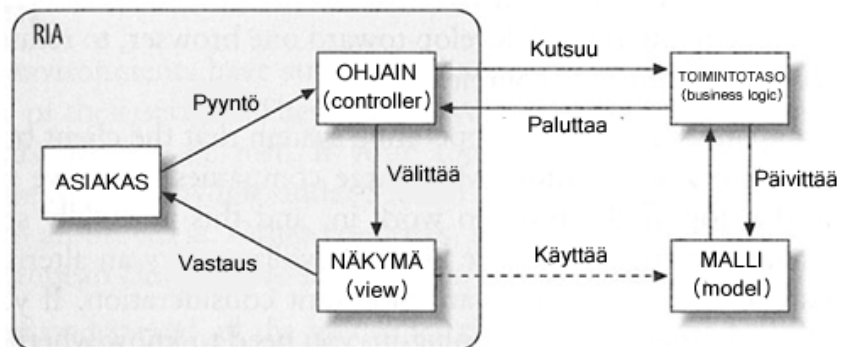 RIA
OHJAIN
(controller)
Kutsuu
TOIMINTOTASO
(business logic)
Pyyntö
Paluttaa
ASIAKAS
Välittää
Päivittää
Vastaus
NÄKYMÄ
(view)
Käyttää
MALLI
(model)